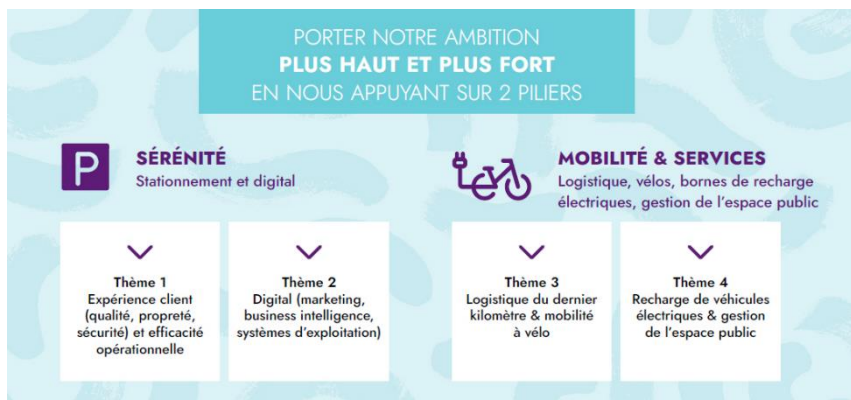 PORTER NOTRE AMBITION
PLUS HAUT ET PLUS FORT
EN NOUS APPUYANT SUR 2 PILIERS
P
SÉRÉNITÉ
Stationnement et digital
MOBILITÉ & SERVICES
Logistique, vélos, bornes de recharge
électriques, gestion de l'espace public
Thème 1
Expérience client
(qualité, propreté,
sécurité) et efficacité
opérationnelle
Thème 2
Digital (marketing,
business intelligence,
systèmes d'exploitation)
Thème 3
Logistique du dernier
kilomètre & mobilité
à vélo
Thème 4
Recharge de véhicules
électriques & gestion
de l'espace public